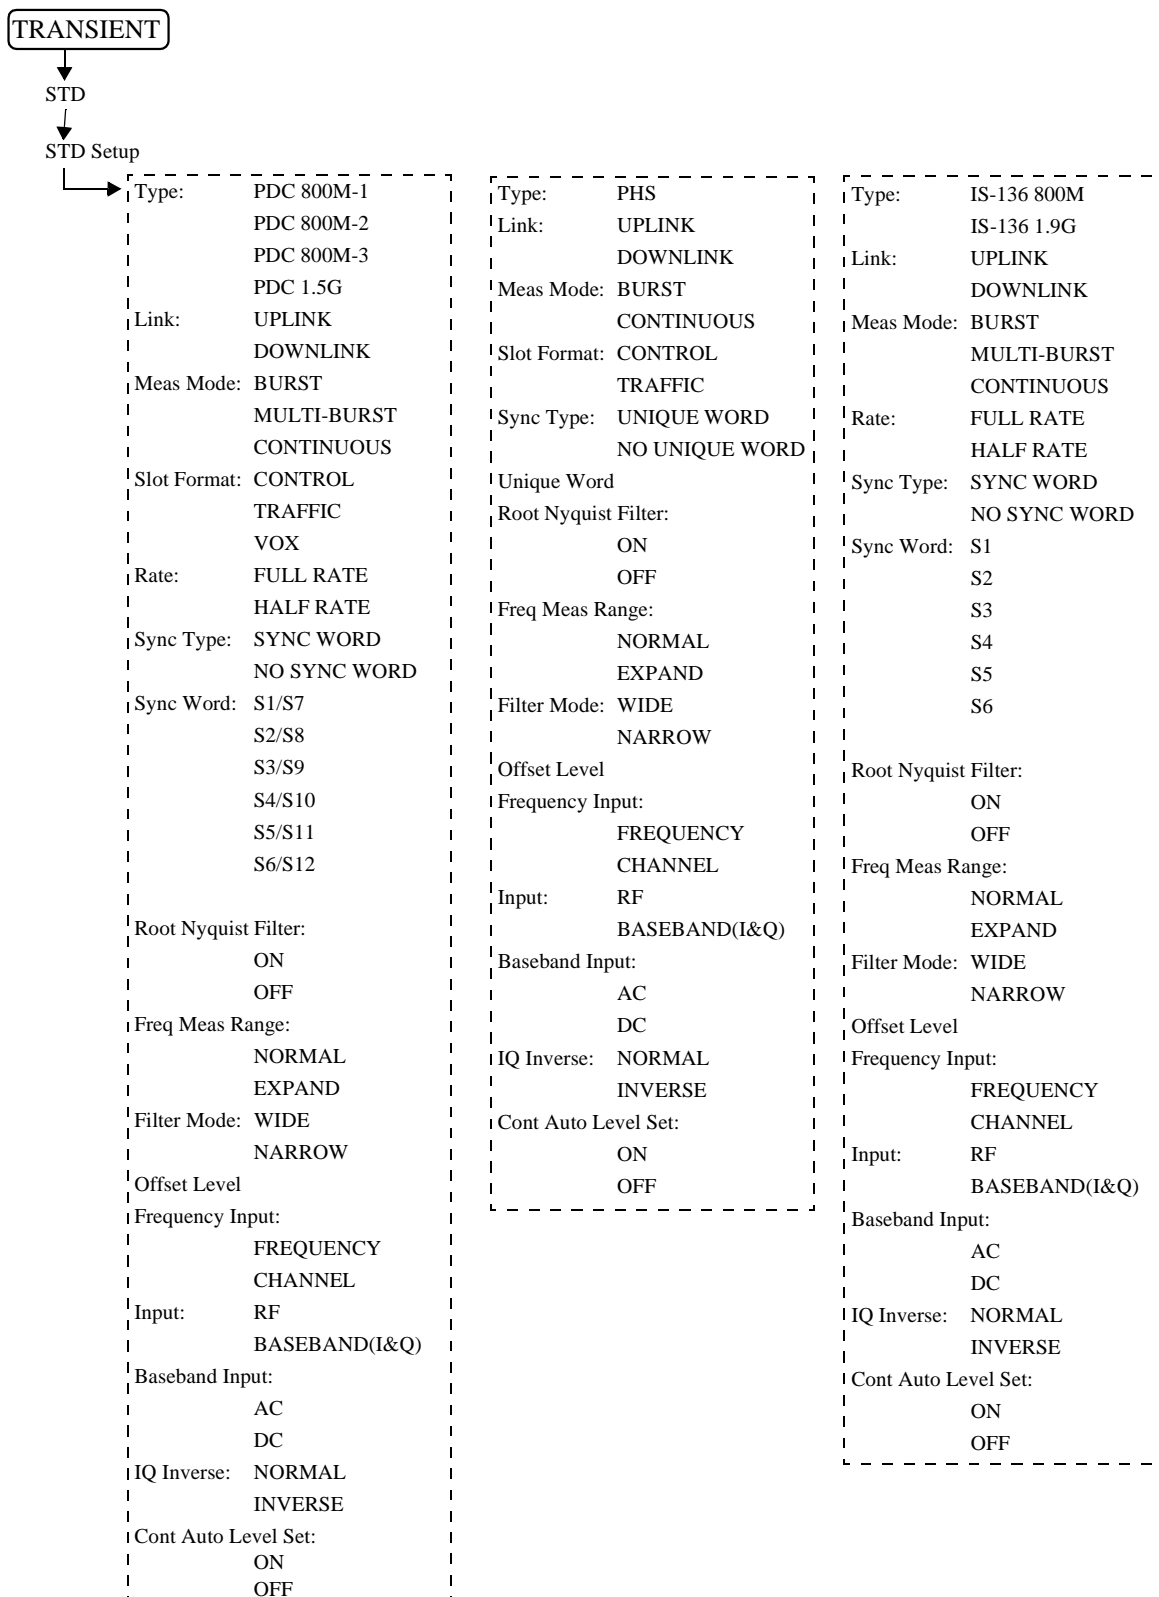 TRANSIENT
STD
STD Setup
Type: PDC 800M-1
PDC 800M-2
PDC 800M-3
PDC 1.5G
Link: UPLINK
DOWNLINK
Meas Mode: BURST
MULTI-BURST
CONTINUOUS
Slot Format: CONTROL
TRAFFIC
VOX
Rate: FULL RATE
HALF RATE
Sync Type: SYNC WORD
NO SYNC WORD
Sync Word: S1/S7
S2/S8
S3/S9
S4/S10
S5/S11
S6/S12
Root Nyquist Filter:
ON
OFF
Freq Meas Range:
NORMAL
EXPAND
Filter Mode: WIDE
NARROW
Offset Level
Frequency Input:
FREQUENCY
CHANNEL
Input: RF
BASEBAND(I&Q)
Baseband Input:
AC
DC
IQ Inverse: NORMAL
INVERSE
Cont Auto Level Set:
ON
OFF
Type: PHS
Link: UPLINK
DOWNLINK
Meas Mode: BURST
CONTINUOUS
Slot Format: CONTROL
TRAFFIC
Sync Type: UNIQUE WORD
NO UNIQUE WORD
Unique Word
Root Nyquist Filter:
ON
OFF
Freq Meas Range:
NORMAL
EXPAND
Filter Mode: WIDE
NARROW
Offset Level
Frequency Input:
FREQUENCY
CHANNEL
Input: RF
BASEBAND(I&Q)
Baseband Input:
AC
DC
IQ Inverse: NORMAL
INVERSE
Cont Auto Level Set:
ON
OFF
Type: IS-136 800M
IS-136 1.9G
Link: UPLINK
DOWNLINK
Meas Mode: BURST
MULTI-BURST
CONTINUOUS
Rate: FULL RATE
HALF RATE
Sync Type: SYNC WORD
NO SYNC WORD
Sync Word: S1
S2
S3
S4
S5
S6
Root Nyquist Filter:
ON
OFF
Freq Meas Range:
NORMAL
EXPAND
Filter Mode: WIDE
NARROW
Offset Level
Frequency Input:
FREQUENCY
CHANNEL
Input: RF
BASEBAND(I&Q)
Baseband Input:
AC
DC
IQ Inverse: NORMAL
INVERSE
Cont Auto Level Set:
ON
OFF